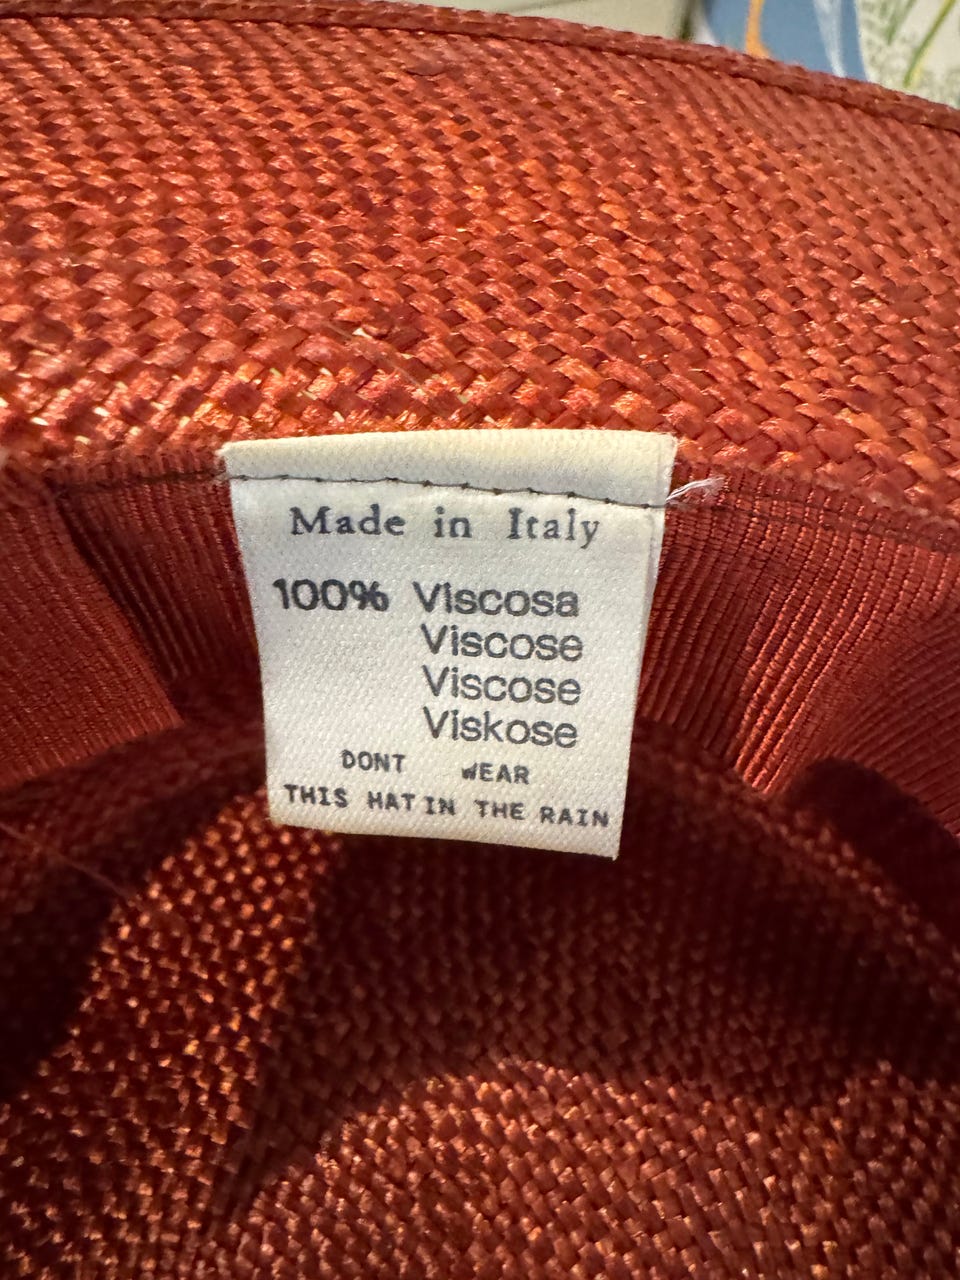 Made in Italy
100% Viscosa
Viscose
Viscose
Viskose
DONT WEAR
THIS HAT IN THE RAIN